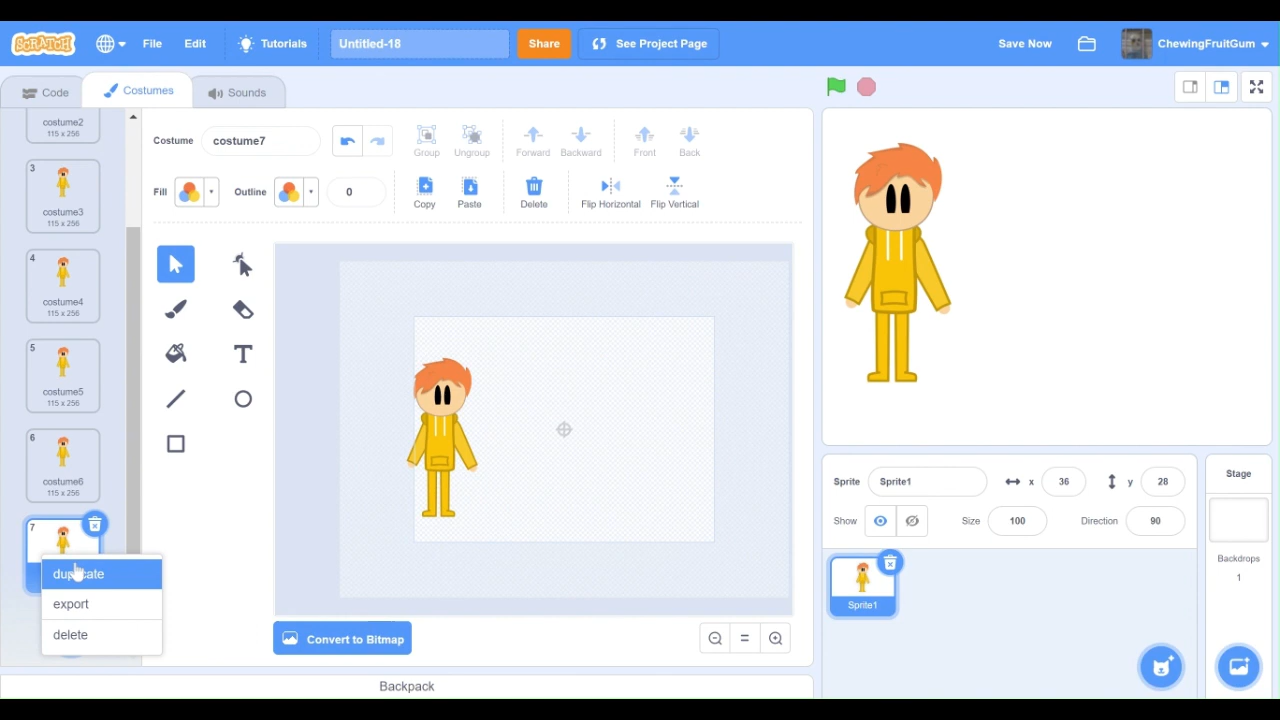 SCRATCH
File
Edit
Tutorials
Untitled-18
Share
See Project Page
Save Now
ChewingFruitGum
Code
Costumes
Sounds
costume2
115 x 256
3
costume3
115 x 256
4
costume4
115 x 256
5
costume5
115 x 256
6
costume6
115 x 256
7
duplicate
export
delete
Costume
costume7
Group
Ungroup
Forward
Backward
Front
Back
Fill
Outline
0
Copy
Paste
Delete
Flip Horizontal
Flip Vertical
T
Convert to Bitmap
Backpack
Sprite
Sprite1
x
36
y
28
Show
Size
100
Direction
90
Sprite1
Stage
Backdrops
1